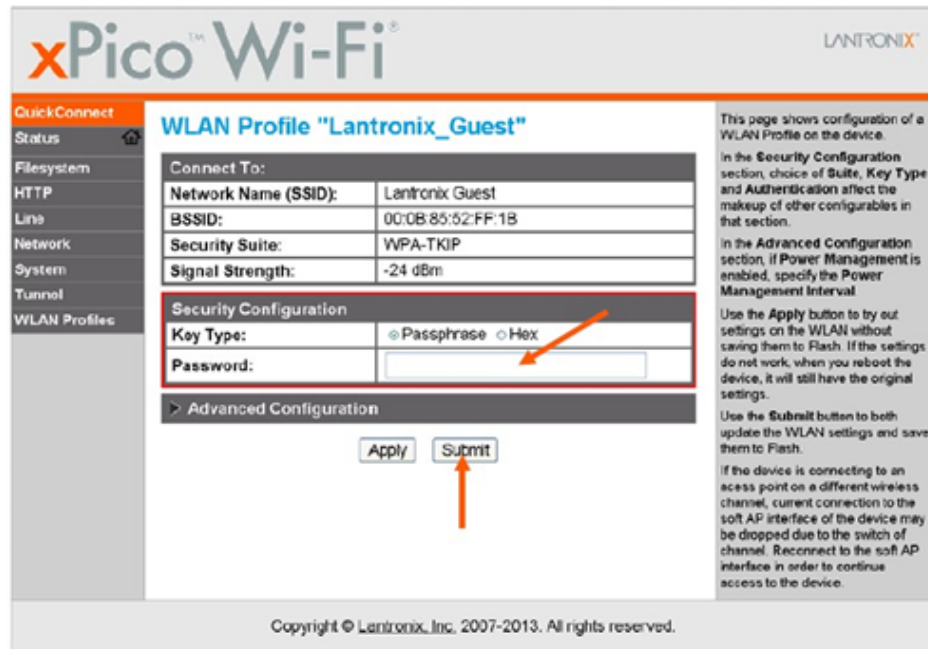 xPico™ Wi-Fi®
LANTRONIX®
QuickConnect
Status
Filesystem
HTTP
Line
Network
System
Tunnel
WLAN Profiles
WLAN Profile "Lantronix_Guest"
Connect To:
Network Name (SSID): Lantronix Guest
BSSID: 00:0B:85:52:FF:1B
Security Suite: WPA-TKIP
Signal Strength: -24 dBm
Security Configuration
Key Type: Passphrase Hex
Password:
Advanced Configuration
Apply Submit
This page shows configuration of a
WLAN Profile on the device.
In the Security Configuration
section, choice of Suite, Key Type
and Authentication affect the
makeup of other configurables in
that section.
In the Advanced Configuration
section, if Power Management is
enabled, specify the Power
Management Interval.
Use the Apply button to try out
settings on the WLAN without
saving them to Flash. If the settings
do not work, when you reboot the
device, it will still have the original
settings.
Use the Submit button to both
update the WLAN settings and save
them to Flash.
If the device is connecting to an
acess point on a different wireless
channel, current connection to the
soft AP interface of the device may
be dropped due to the switch of
channel. Reconnect to the soft AP
interface in order to continue
access to the device.
Copyright © Lantronix, Inc. 2007-2013. All rights reserved.